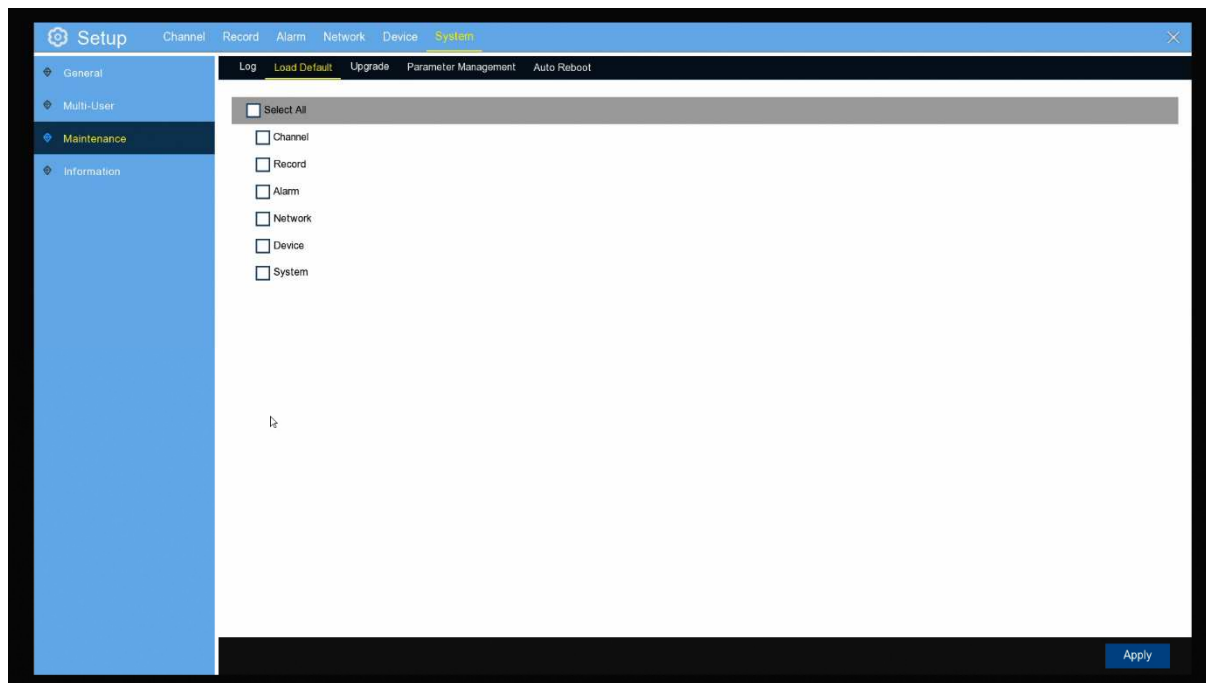 Setup Channel Record Alarm Network Device System
General
Multi-User
Maintenance
Information
Log Load Default Upgrade Parameter Management Auto Reboot
Select All
Channel
Record
Alarm
Network
Device
System
Apply